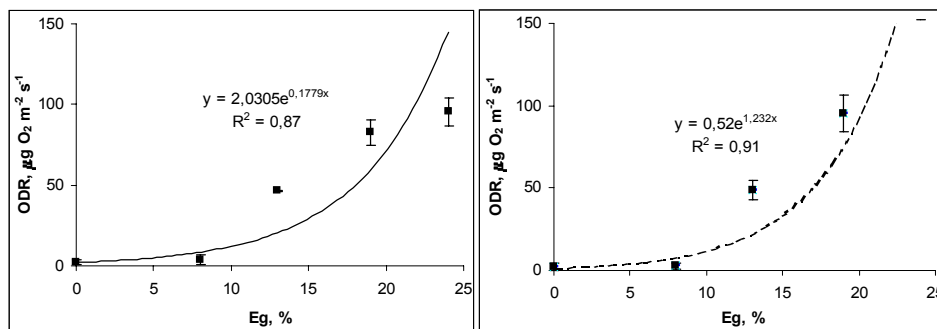 150
100
50
0
ODR, µg O₂ m⁻² s⁻¹
y = 2,0305e^0,1779x
R² = 0,87
0 5 10 15 20 25
Eg, %
150
100
50
0
ODR, µg O₂ m⁻² s⁻¹
y = 0,52e^1,232x
R² = 0,91
0 5 10 15 20 25
Eg, %